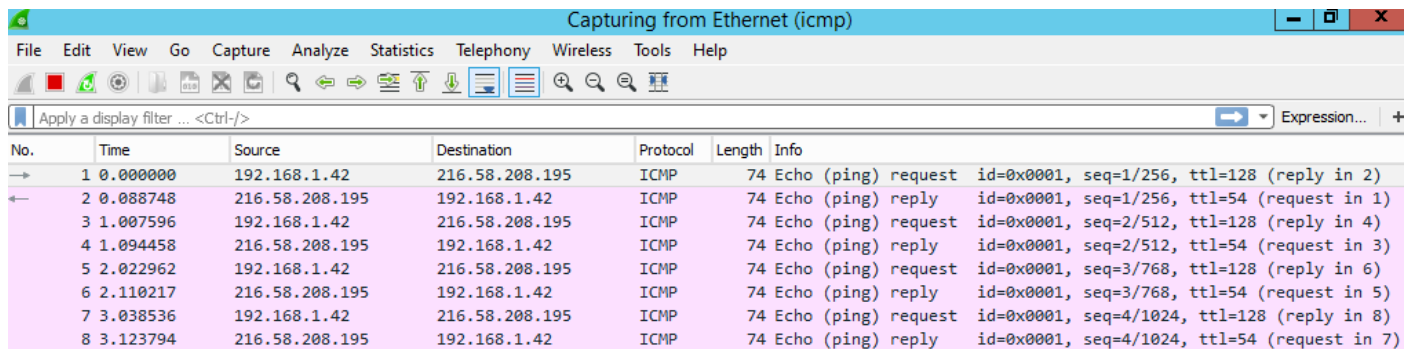 Capturing from Ethernet (icmp)
File Edit View Go Capture Analyze Statistics Telephony Wireless Tools Help
Apply a display filter ... <Ctrl-/> Expression... +
No. Time Source Destination Protocol Length Info
1 0.000000 192.168.1.42 216.58.208.195 ICMP 74 Echo (ping) request id=0x0001, seq=1/256, ttl=128 (reply in 2)
2 0.088748 216.58.208.195 192.168.1.42 ICMP 74 Echo (ping) reply id=0x0001, seq=1/256, ttl=54 (request in 1)
3 1.007596 192.168.1.42 216.58.208.195 ICMP 74 Echo (ping) request id=0x0001, seq=2/512, ttl=128 (reply in 4)
4 1.094458 216.58.208.195 192.168.1.42 ICMP 74 Echo (ping) reply id=0x0001, seq=2/512, ttl=54 (request in 3)
5 2.022962 192.168.1.42 216.58.208.195 ICMP 74 Echo (ping) request id=0x0001, seq=3/768, ttl=128 (reply in 6)
6 2.110217 216.58.208.195 192.168.1.42 ICMP 74 Echo (ping) reply id=0x0001, seq=3/768, ttl=54 (request in 5)
7 3.038536 192.168.1.42 216.58.208.195 ICMP 74 Echo (ping) request id=0x0001, seq=4/1024, ttl=128 (reply in 8)
8 3.123794 216.58.208.195 192.168.1.42 ICMP 74 Echo (ping) reply id=0x0001, seq=4/1024, ttl=54 (request in 7)